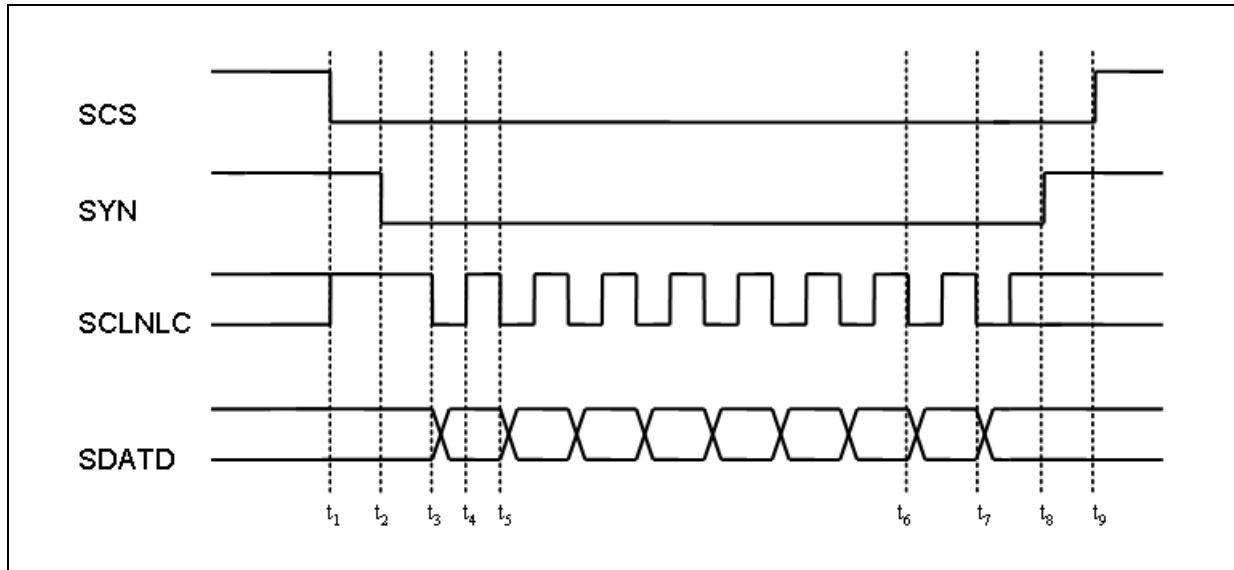 SCS
SYN
SCLNLC
SDATD
t₁ t₂ t₃ t₄ t₅ t₆ t₇ t₈ t₉